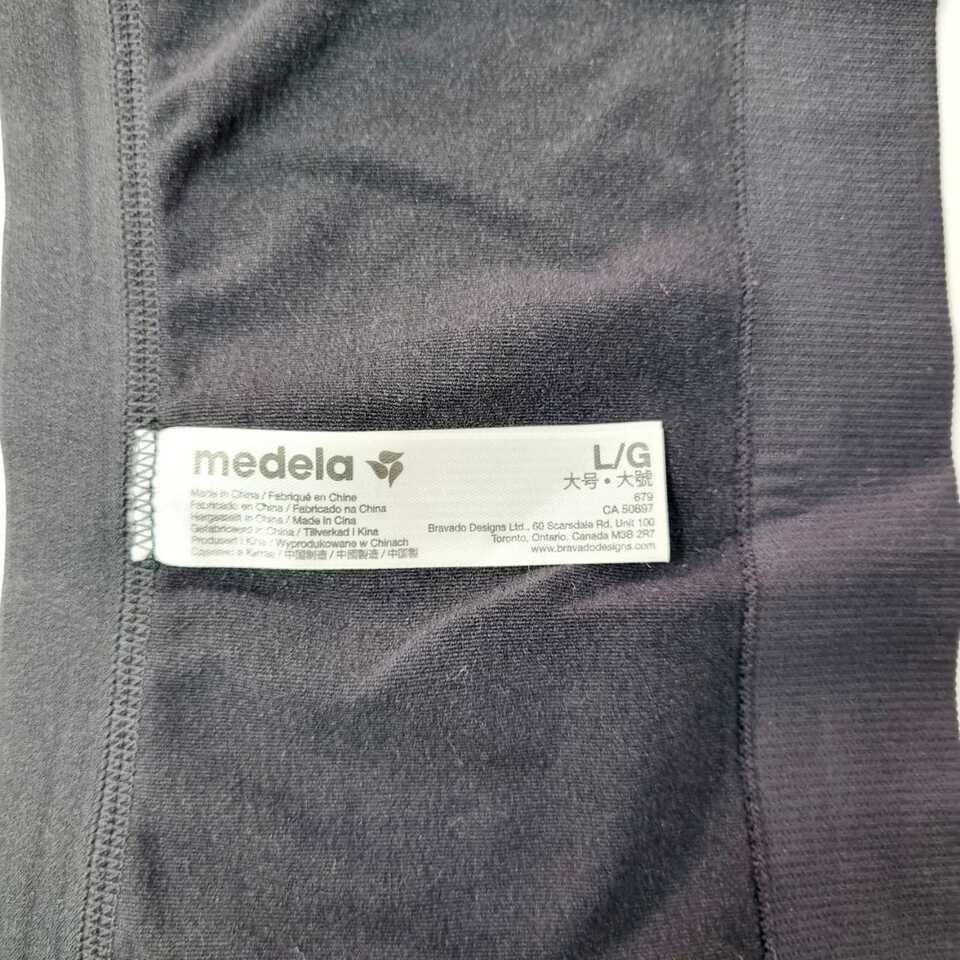 medela
Made in China / Fabriqué en Chine
Fabricado en China / Fabricado na China
Hergestellt in China / Made in Cina
Gefabriceerd in China / Tillverkad i Kina
Produsert i Kina / Wyprodukowane w Chinach
Сделано в Китае / 中国制造 / 中國製造 / 中国製
L/G
大号・大號
679
CA 50897
Bravado Designs Ltd., 60 Scarsdale Rd. Unit 100
Toronto, Ontario. Canada M3B 2R7
www.bravadodesigns.com